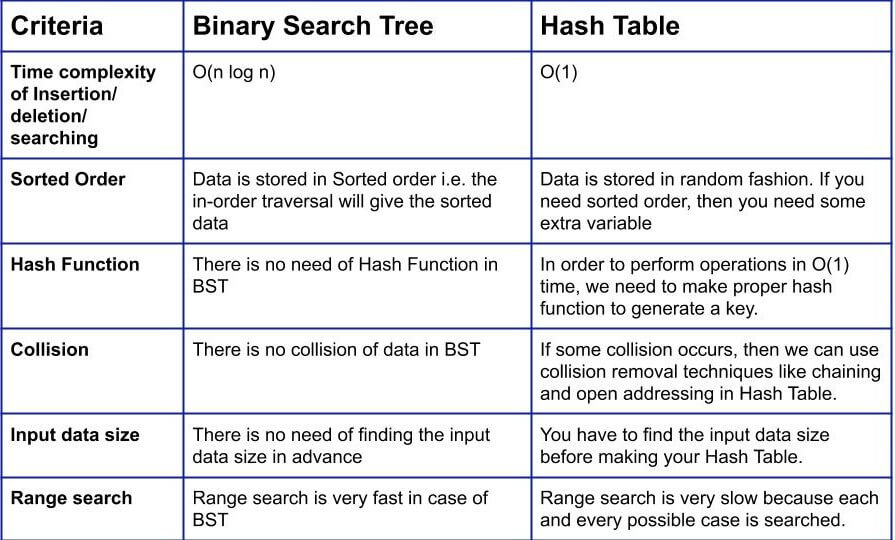 Criteria
Binary Search Tree
Hash Table
Time complexity
of Insertion/
deletion/
searching
O(n log n)
O(1)
Sorted Order
Data is stored in Sorted order i.e. the
in-order traversal will give the sorted
data
Data is stored in random fashion. If you
need sorted order, then you need some
extra variable
Hash Function
There is no need of Hash Function in
BST
In order to perform operations in O(1)
time, we need to make proper hash
function to generate a key.
Collision
There is no collision of data in BST
If some collision occurs, then we can use
collision removal techniques like chaining
and open addressing in Hash Table.
Input data size
There is no need of finding the input
data size in advance
You have to find the input data size
before making your Hash Table.
Range search
Range search is very fast in case of
BST
Range search is very slow because each
and every possible case is searched.